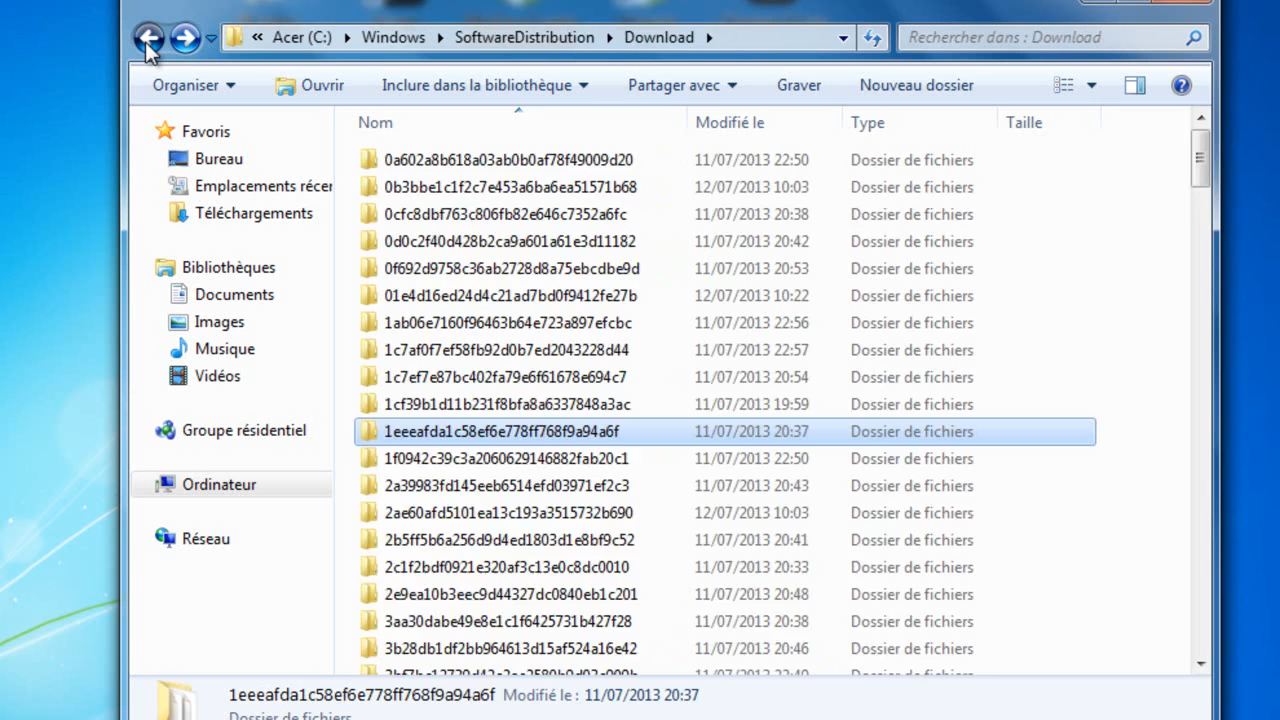 « Acer (C:) Windows SoftwareDistribution Download
Rechercher dans : Download
Organiser Ouvrir Inclure dans la bibliothèque Partager avec Graver Nouveau dossier
Nom Modifié le Type Taille
Favoris
Bureau
Emplacements récer
Téléchargements
Bibliothèques
Documents
Images
Musique
Vidéos
Groupe résidentiel
Ordinateur
Réseau
0a602a8b618a03ab0b0af78f49009d20 11/07/2013 22:50 Dossier de fichiers
0b3bbe1c1f2c7e453a6ba6ea51571b68 12/07/2013 10:03 Dossier de fichiers
0cfc8dbf763c806fb82e646c7352a6fc 11/07/2013 20:38 Dossier de fichiers
0d0c2f40d428b2ca9a601a61e3d11182 11/07/2013 20:42 Dossier de fichiers
0f692d9758c36ab2728d8a75ebcdbe9d 11/07/2013 20:53 Dossier de fichiers
01e4d16ed24d4c21ad7bd0f9412fe27b 12/07/2013 10:22 Dossier de fichiers
1ab06e7160f96463b64e723a897efcbc 11/07/2013 22:56 Dossier de fichiers
1c7af0f7ef58fb92d0b7ed2043228d44 11/07/2013 22:57 Dossier de fichiers
1c7ef7e87bc402fa79e6f61678e694c7 11/07/2013 20:54 Dossier de fichiers
1cf39b1d11b231f8bfa8a6337848a3ac 11/07/2013 19:59 Dossier de fichiers
1eeeafda1c58ef6e778ff768f9a94a6f 11/07/2013 20:37 Dossier de fichiers
1f0942c39c3a2060629146882fab20c1 11/07/2013 22:50 Dossier de fichiers
2a39983fd145eeb6514efd03971ef2c3 11/07/2013 20:43 Dossier de fichiers
2ae60afd5101ea13c193a3515732b690 12/07/2013 10:03 Dossier de fichiers
2b5ff5b6a256d9d4ed1803d1e8bf9c52 11/07/2013 20:41 Dossier de fichiers
2c1f2bdf0921e320af3c13e0c8dc0010 11/07/2013 20:33 Dossier de fichiers
2e9ea10b3eec9d44327dc0840eb1c201 11/07/2013 20:48 Dossier de fichiers
3aa30dabe49e8e1c1f6425731b427f28 11/07/2013 20:38 Dossier de fichiers
3b28db1df2bb964613d15af524a16e42 11/07/2013 20:46 Dossier de fichiers
1eeeafda1c58ef6e778ff768f9a94a6f Modifié le : 11/07/2013 20:37
Dossier de fichiers